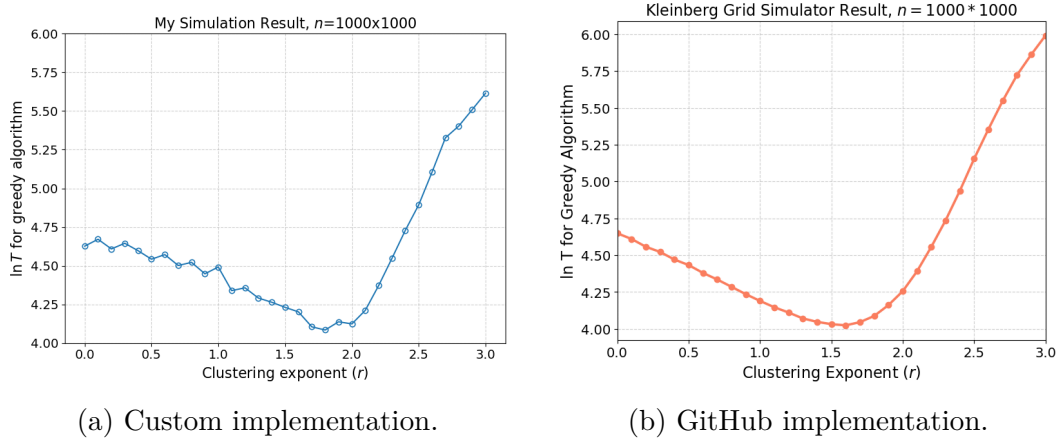 My Simulation Result, n=1000x1000
6.00
5.75
5.50
5.25
5.00
4.75
4.50
4.25
4.00
ln T for greedy algorithm
0.0 0.5 1.0 1.5 2.0 2.5 3.0
Clustering exponent (r)
(a) Custom implementation.
Kleinberg Grid Simulator Result, n = 1000 * 1000
6.00
5.75
5.50
5.25
5.00
4.75
4.50
4.25
4.00
ln T for Greedy Algorithm
0.0 0.5 1.0 1.5 2.0 2.5 3.0
Clustering Exponent (r)
(b) GitHub implementation.